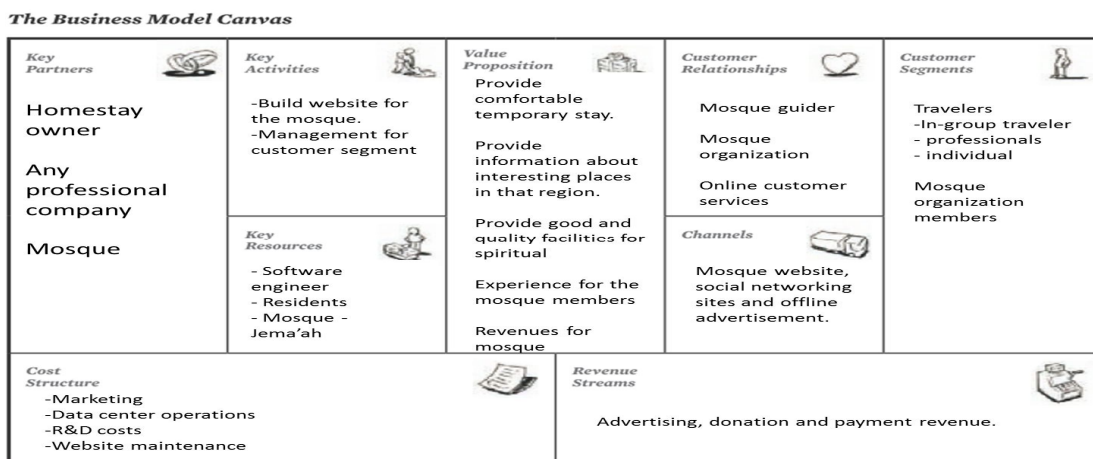 The Business Model Canvas
Key
Partners
Homestay
owner
Any
professional
company
Mosque
Key
Activities
-Build website for
the mosque.
-Management for
customer segment
Key
Resources
- Software
engineer
- Residents
- Mosque -
Jema'ah
Value
Proposition
Provide
comfortable
temporary stay.
Provide
information about
interesting places
in that region.
Provide good and
quality facilities for
spiritual
Experience for the
mosque members
Revenues for
mosque
Customer
Relationships
Mosque guider
Mosque
organization
Online customer
services
Channels
Mosque website,
social networking
sites and offline
advertisement.
Customer
Segments
Travelers
-In-group traveler
- professionals
- individual
Mosque
organization
members
Cost
Structure
-Marketing
-Data center operations
-R&D costs
-Website maintenance
Revenue
Streams
Advertising, donation and payment revenue.